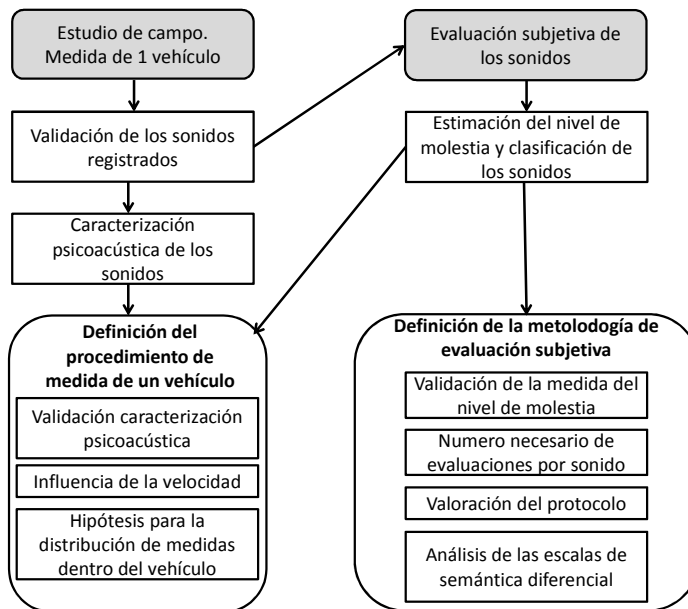 Estudio de campo.
Medida de 1 vehículo
Validación de los sonidos
registrados
Caracterización
psicoacústica de los
sonidos
Definición del
procedimiento de
medida de un vehículo
Validación caracterización
psicoacústica
Influencia de la velocidad
Hipótesis para la
distribución de medidas
dentro del vehículo
Evaluación subjetiva de
los sonidos
Estimación del nivel de
molestia y clasificación de
los sonidos
Definición de la metolodogía de
evaluación subjetiva
Validación de la medida del
nivel de molestia
Numero necesario de
evaluaciones por sonido
Valoración del protocolo
Análisis de las escalas de
semántica diferencial